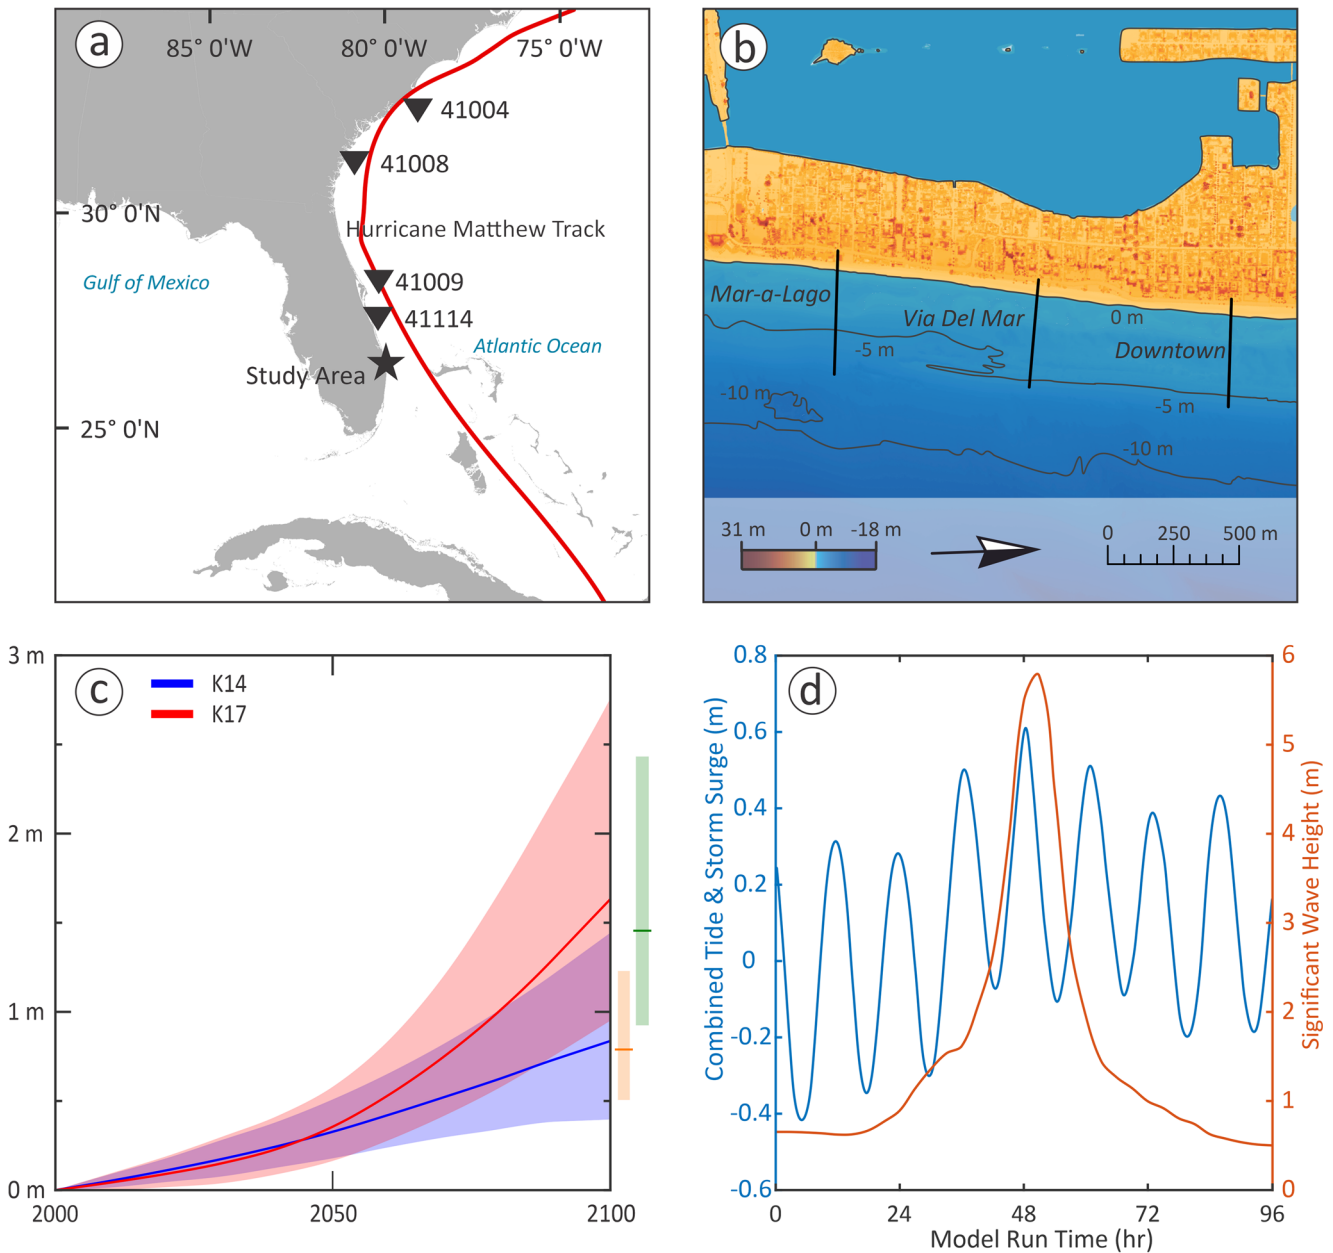 a
85° 0'W
80° 0'W
75° 0'W
41004
41008
30° 0'N
Hurricane Matthew Track
Gulf of Mexico
41009
41114
Atlantic Ocean
Study Area
25° 0'N
b
Mar-a-Lago
Via Del Mar
0 m
Downtown
-5 m
-10 m
-5 m
-10 m
31 m
0 m
-18 m
0
250
500 m
c
K14
K17
3 m
2 m
1 m
0 m
2000
2050
2100
d
Combined Tide & Storm Surge (m)
0.8
0.6
0.4
0.2
0
-0.2
-0.4
-0.6
Significant Wave Height (m)
6
5
4
3
2
1
0
0
24
48
72
96
Model Run Time (hr)